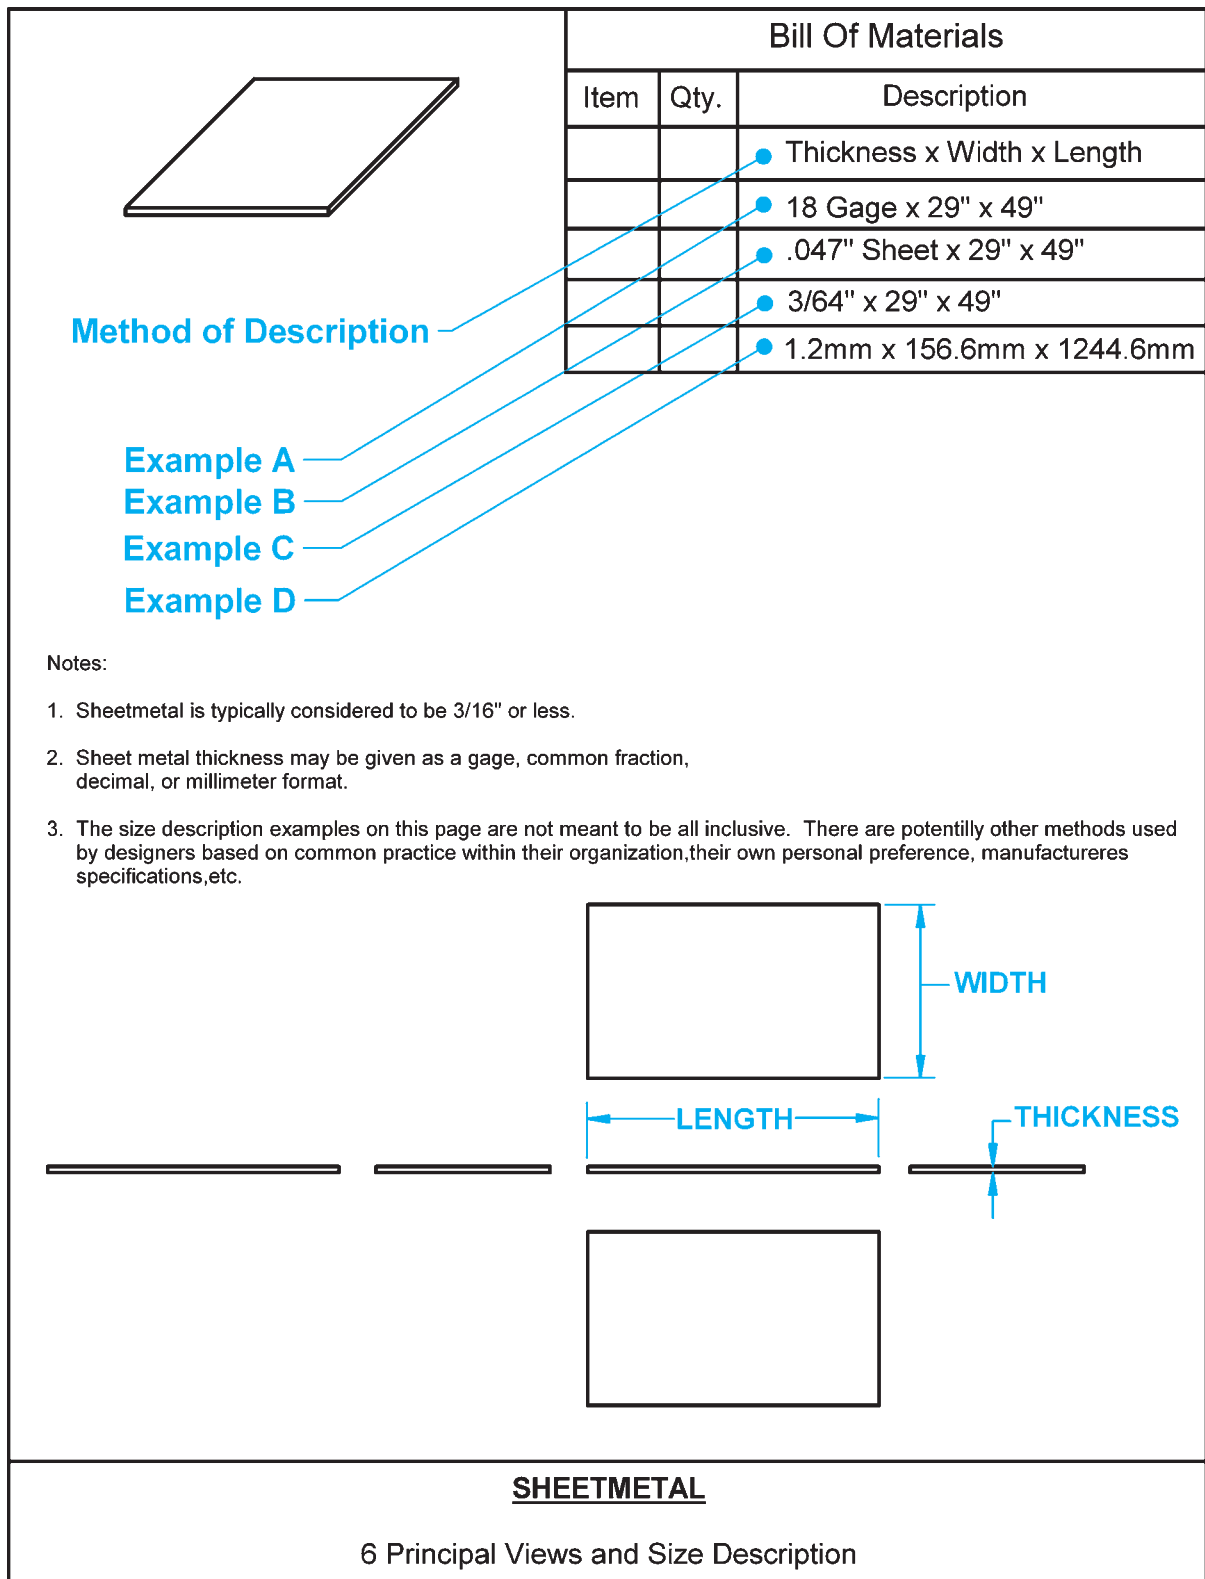 Bill Of Materials
Item Qty. Description
Thickness x Width x Length
18 Gage x 29" x 49"
.047" Sheet x 29" x 49"
3/64" x 29" x 49"
1.2mm x 156.6mm x 1244.6mm
Method of Description
Example A
Example B
Example C
Example D
Notes:
1. Sheetmetal is typically considered to be 3/16" or less.
2. Sheet metal thickness may be given as a gage, common fraction,
decimal, or millimeter format.
3. The size description examples on this page are not meant to be all inclusive. There are potentilly other methods used
by designers based on common practice within their organization,their own personal preference, manufactureres
specifications,etc.
WIDTH
LENGTH
THICKNESS
SHEETMETAL
6 Principal Views and Size Description